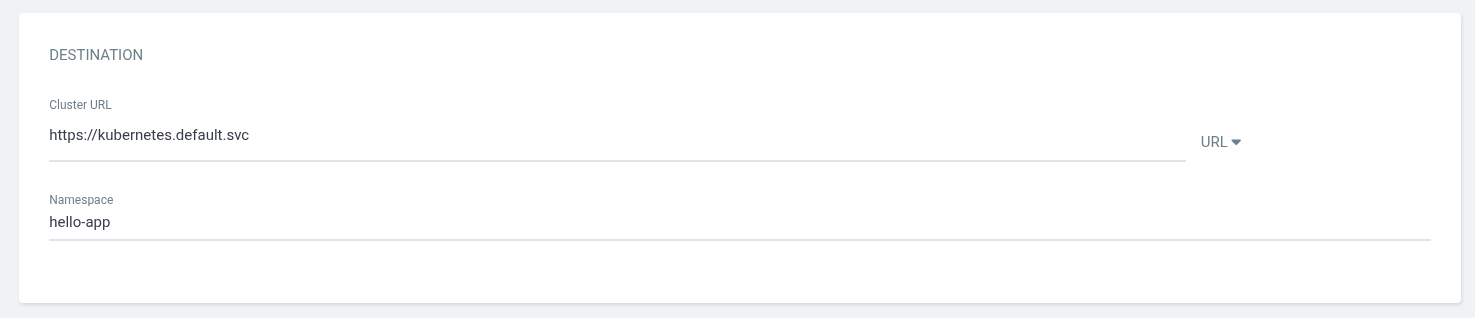 DESTINATION
Cluster URL
https://kubernetes.default.svc
URL
Namespace
hello-app